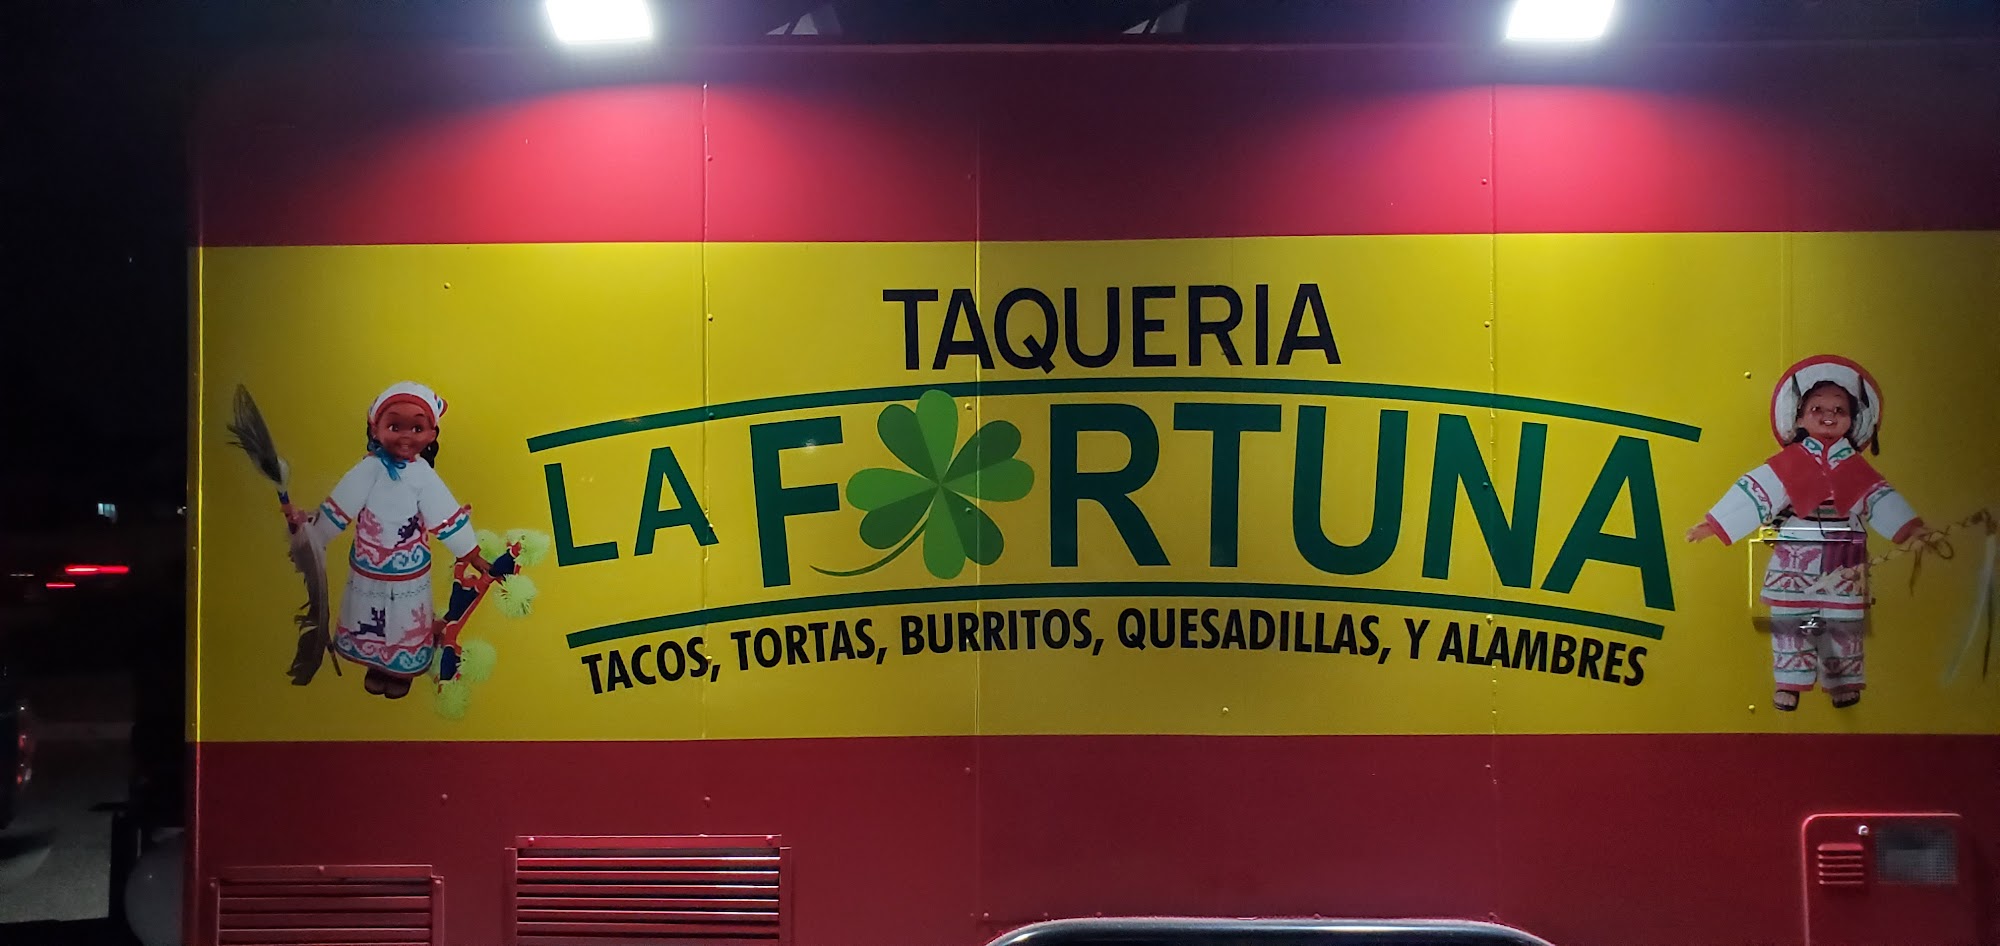 TAQUERIA
LA FORTUNA
TACOS, TORTAS, BURRITOS, QUESADILLAS, Y ALAMBRES